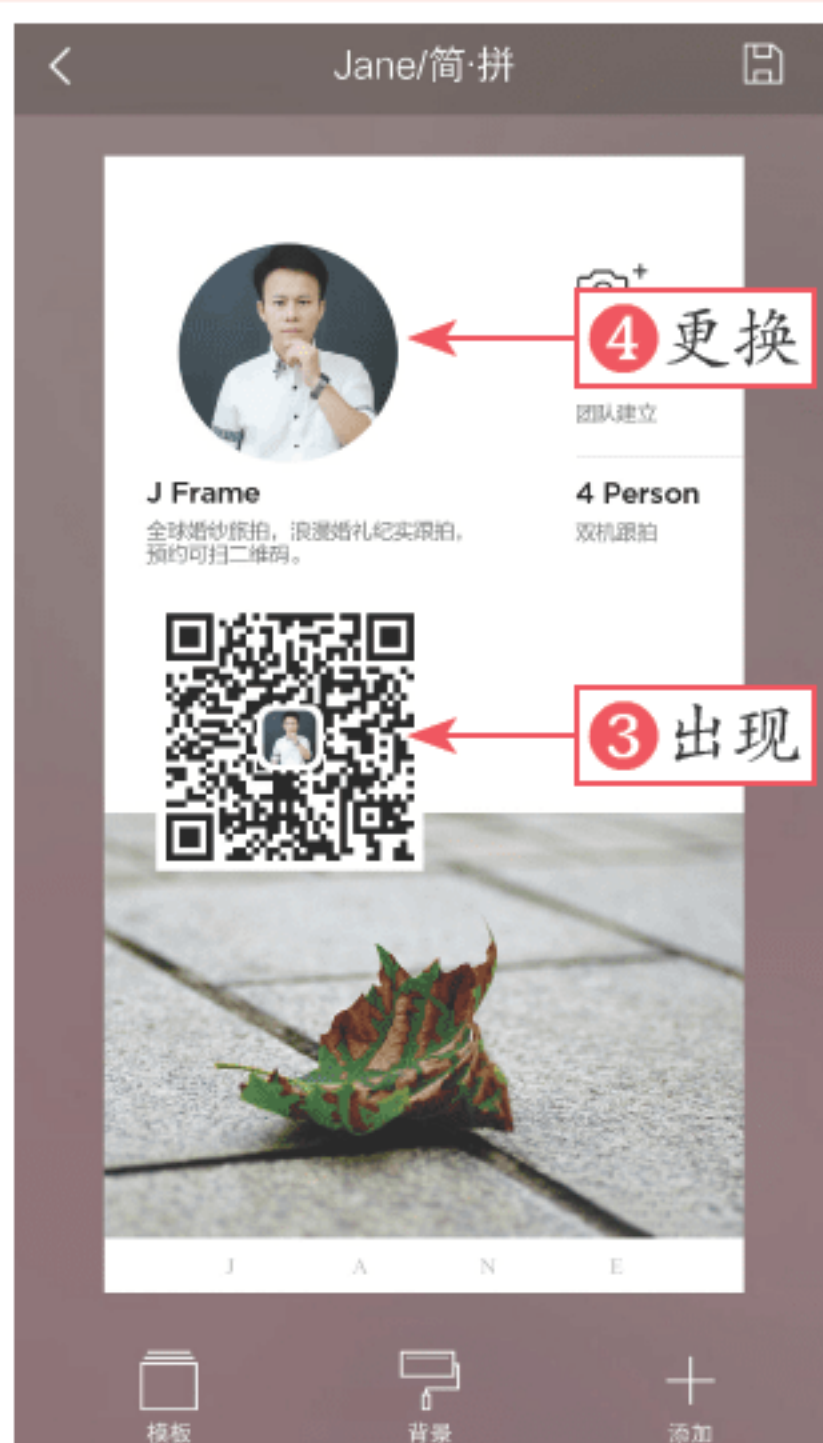 Jane/简·拼
④更换
团队建立
J Frame
全球婚纱旅拍，浪漫婚礼纪实跟拍，
预约可扫二维码。
4 Person
双机跟拍
③出现
J A N E
模板
背景
添加